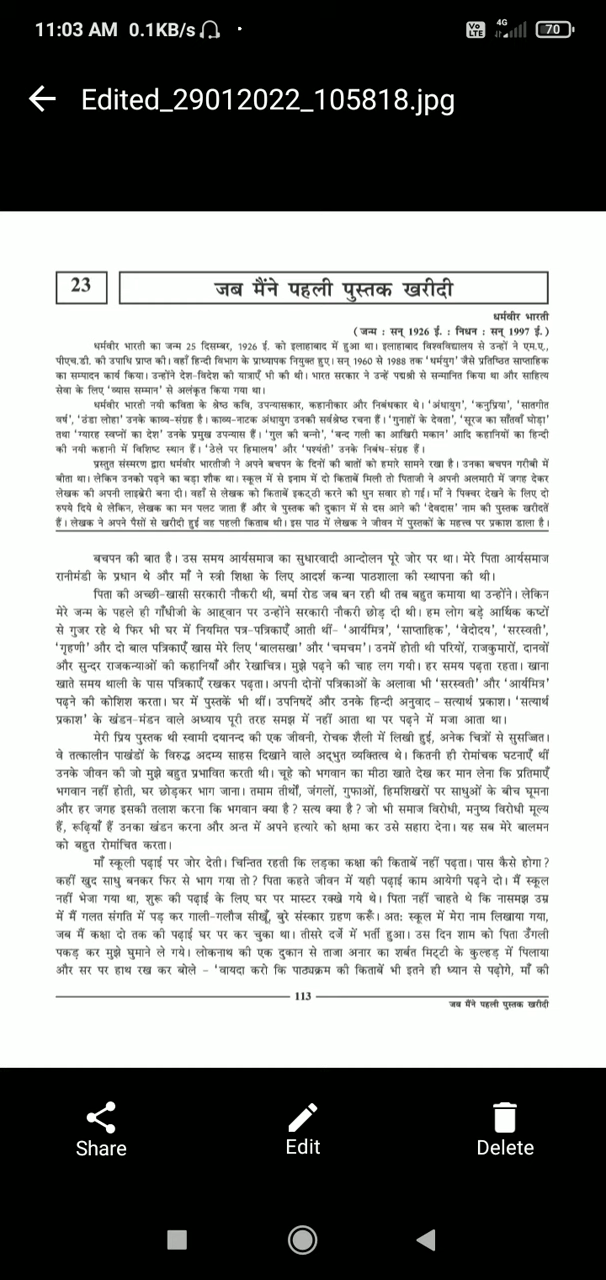 11:03 AM 0.1KB/s
Vo LTE 4G 70
Edited_29012022_105818.jpg
23
जब मैंने पहली पुस्तक खरीदी
धर्मवीर भारती
(जन्म : सन् 1926 ई. : निधन : सन् 1997 ई.)
धर्मवीर भारती का जन्म 25 दिसम्बर, 1926 ई. को इलाहाबाद में हुआ था। इलाहाबाद विश्वविद्यालय से उन्हों ने एम.ए.,
पीएच.डी. की उपाधि प्राप्त की। वहाँ हिन्दी विभाग के प्राध्यापक नियुक्त हुए। सन् 1960 से 1988 तक 'धर्मयुग' जैसे प्रतिष्ठित साप्ताहिक
का सम्पादन कार्य किया। उन्होंने देश-विदेश की यात्राएँ भी की थी। भारत सरकार ने उन्हें पद्मश्री से सन्मानित किया था और साहित्य
सेवा के लिए 'व्यास सम्मान' से अलंकृत किया गया था।
धर्मवीर भारती नयी कविता के श्रेष्ठ कवि, उपन्यासकार, कहानीकार और निबंधकार थे। 'अंधायुग', 'कनुप्रिया', 'सातगीत
वर्ष', 'ठंडा लोहा' उनके काव्य-संग्रह है। काव्य-नाटक अंधायुग उनकी सर्वश्रेष्ठ रचना हैं। 'गुनाहों के देवता', 'सूरज का साँतवाँ घोड़ा'
तथा 'ग्यारह स्वप्नों का देश' उनके प्रमुख उपन्यास हैं। 'गुल की बन्नो', 'बन्द गली का आखिरी मकान' आदि कहानियों का हिन्दी
की नयी कहानी में विशिष्ट स्थान हैं। 'ठेले पर हिमालय' और 'पश्यंती' उनके निबंध-संग्रह हैं।
प्रस्तुत संस्मरण द्वारा धर्मवीर भारतीजी ने अपने बचपन के दिनों की बातों को हमारे सामने रखा है। उनका बचपन गरीबी में
बीता था। लेकिन उनको पढ़ने का बड़ा शौक था। स्कूल में से इनाम में दो किताबें मिली तो पिताजी ने अपनी अलमारी में जगह देकर
लेखक की अपनी लाइब्रेरी बना दी। वहाँ से लेखक को किताबें इकट्ठी करने की धुन सवार हो गई। माँ ने पिक्चर देखने के लिए दो
रुपये दिये थे लेकिन, लेखक का मन पलट जाता हैं और वे पुस्तक की दुकान में से दस आने की 'देवदास' नाम की पुस्तक खरीदतें
हैं। लेखक ने अपने पैसों से खरीदी हुई वह पहली किताब थी। इस पाठ में लेखक ने जीवन में पुस्तकों के महत्त्व पर प्रकाश डाला है।
बचपन की बात है। उस समय आर्यसमाज का सुधारवादी आन्दोलन पूरे जोर पर था। मेरे पिता आर्यसमाज
रानीमंडी के प्रधान थे और माँ ने स्त्री शिक्षा के लिए आदर्श कन्या पाठशाला की स्थापना की थी।
पिता की अच्छी-खासी सरकारी नौकरी थी, बर्मा रोड जब बन रही थी तब बहुत कमाया था उन्होंने। लेकिन
मेरे जन्म के पहले ही गाँधीजी के आह्वान पर उन्होंने सरकारी नौकरी छोड़ दी थी। हम लोग बड़े आर्थिक कष्टों
से गुजर रहे थे फिर भी घर में नियमित पत्र-पत्रिकाएँ आती थीं- 'आर्यमित्र', 'साप्ताहिक', 'वेदोदय', 'सरस्वती',
'गृहणी' और दो बाल पत्रिकाएँ खास मेरे लिए 'बालसखा' और 'चमचम'। उनमें होती थी परियों, राजकुमारों, दानवों
और सुन्दर राजकन्याओं की कहानियाँ और रेखाचित्र। मुझे पढ़ने की चाह लग गयी। हर समय पढ़ता रहता। खाना
खाते समय थाली के पास पत्रिकाएँ रखकर पढ़ता। अपनी दोनों पत्रिकाओं के अलावा भी 'सरस्वती' और 'आर्यमित्र'
पढ़ने की कोशिश करता। घर में पुस्तकें भी थीं। उपनिषदें और उनके हिन्दी अनुवाद – सत्यार्थ प्रकाश। 'सत्यार्थ
प्रकाश' के खंडन-मंडन वाले अध्याय पूरी तरह समझ में नहीं आता था पर पढ़ने में मजा आता था।
मेरी प्रिय पुस्तक थी स्वामी दयानन्द की एक जीवनी, रोचक शैली में लिखी हुई, अनेक चित्रों से सुसज्जित।
वे तत्कालीन पाखंडों के विरुद्ध अदम्य साहस दिखाने वाले अद्भुत व्यक्तित्व थे। कितनी ही रोमांचक घटनाएँ थीं
उनके जीवन की जो मुझे बहुत प्रभावित करती थी। चूहे को भगवान का मीठा खाते देख कर मान लेना कि प्रतिमाएँ
भगवान नहीं होती, घर छोड़कर भाग जाना। तमाम तीर्थों, जंगलों, गुफाओं, हिमशिखरों पर साधुओं के बीच घूमना
और हर जगह इसकी तलाश करना कि भगवान क्या है ? सत्य क्या है ? जो भी समाज विरोधी, मनुष्य विरोधी मूल्य
हैं, रूढ़ियाँ हैं उनका खंडन करना और अन्त में अपने हत्यारे को क्षमा कर उसे सहारा देना। यह सब मेरे बालमन
को बहुत रोमांचित करता।
माँ स्कूली पढ़ाई पर जोर देती। चिन्तित रहती कि लड़का कक्षा की किताबें नहीं पढ़ता। पास कैसे होगा?
कहीं खुद साधु बनकर फिर से भाग गया तो? पिता कहते जीवन में यही पढ़ाई काम आयेगी पढ़ने दो। मैं स्कूल
नहीं भेजा गया था, शुरू की पढ़ाई के लिए घर पर मास्टर रक्खे गये थे। पिता नहीं चाहते थे कि नासमझ उम्र
में मैं गलत संगति में पड़ कर गाली-गलौज सीखूँ, बुरे संस्कार ग्रहण करूँ। अतः स्कूल में मेरा नाम लिखाया गया,
जब मैं कक्षा दो तक की पढ़ाई घर पर कर चुका था। तीसरे दर्जे में भर्ती हुआ। उस दिन शाम को पिता उँगली
पकड़ कर मुझे घुमाने ले गये। लोकनाथ की एक दुकान से ताजा अनार का शर्बत मिट्टी के कुल्हड़ में पिलाया
और सर पर हाथ रख कर बोले – 'वायदा करो कि पाठ्यक्रम की किताबें भी इतने ही ध्यान से पढ़ोगे, माँ की
113
जब मैंने पहली पुस्तक खरीदी
Share
Edit
Delete